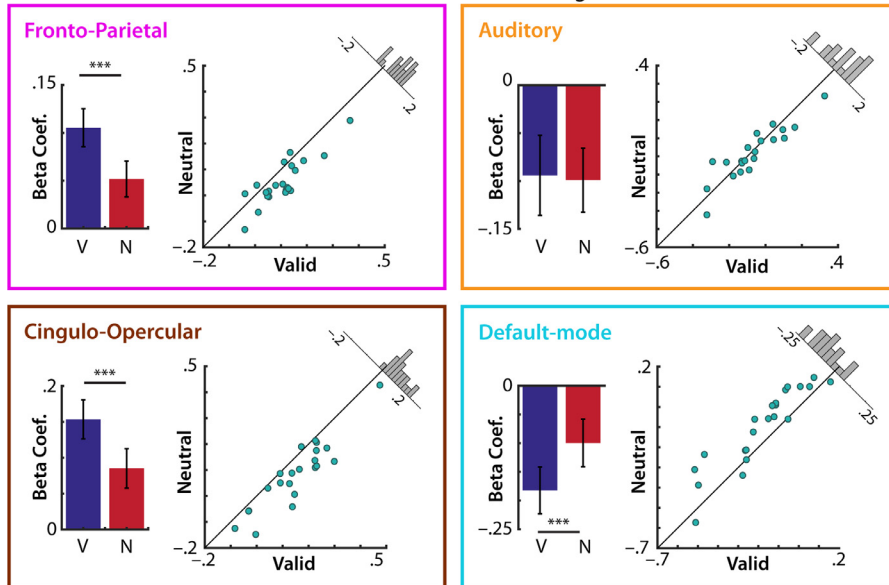 Fronto-Parietal
***
.15
0
Beta Coef.
V
N
.5
Neutral
-.2
-.2
Valid
.5
-.2
.2
Auditory
0
-.15
Beta Coef.
V
N
.4
Neutral
-.6
-.6
Valid
.4
-.2
.2
Cingulo-Opercular
***
.2
0
Beta Coef.
V
N
.5
Neutral
-.2
-.2
Valid
.5
-.2
.2
Default-mode
0
-.25
Beta Coef.
***
V
N
.2
Neutral
-.7
-.7
Valid
.2
-.25
.25